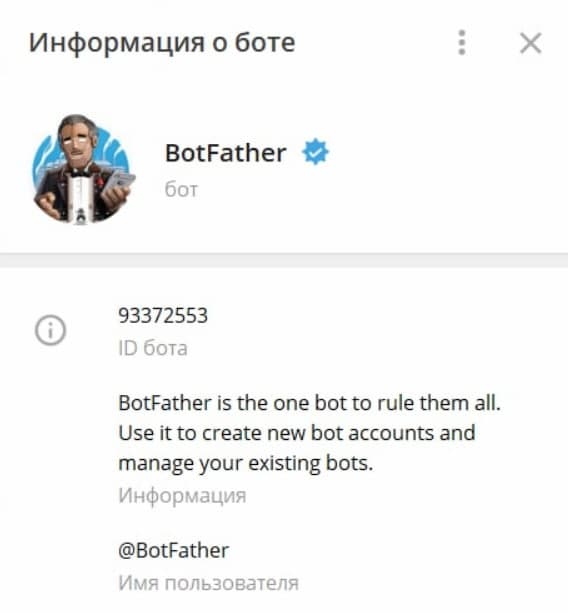 Информация о боте
BotFather
бот
93372553
ID бота
BotFather is the one bot to rule them all.
Use it to create new bot accounts and
manage your existing bots.
Информация
@BotFather
Имя пользователя